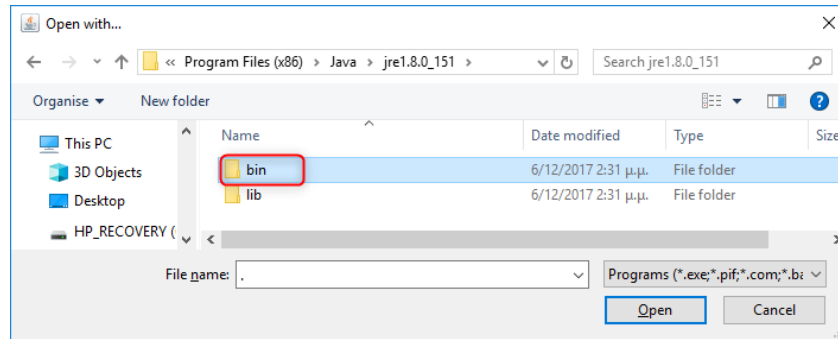 Open with...
« Program Files (x86) › Java › jre1.8.0_151 › Search jre1.8.0_151
Organise New folder
Name Date modified Type Size
This PC
3D Objects
Desktop
HP_RECOVERY (
bin 6/12/2017 2:31 μ.μ. File folder
lib 6/12/2017 2:31 μ.μ. File folder
File name: . Programs (*.exe;*.pif;*.com;*.ba
Open Cancel